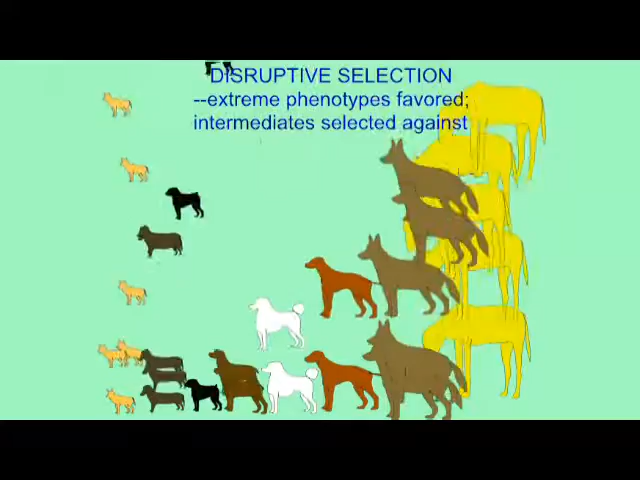 DISRUPTIVE SELECTION
--extreme phenotypes favored;
intermediates selected against